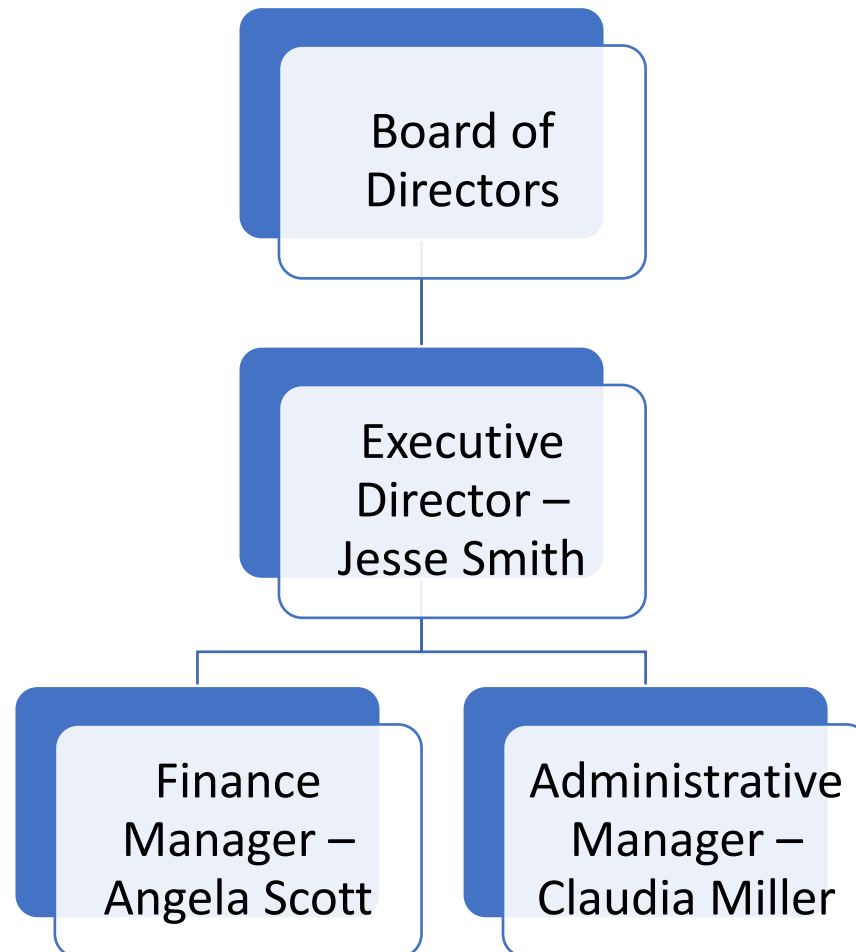 Board of
Directors
Executive
Director –
Jesse Smith
Finance
Manager –
Angela Scott
Administrative
Manager –
Claudia Miller